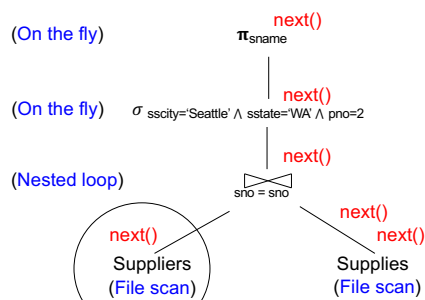 next()
(On the fly) π sname
next()
(On the fly) σ sscity='Seattle' ∧ sstate='WA' ∧ pno=2
next()
(Nested loop)
sno = sno
next()
next() next()
Suppliers Supplies
(File scan) (File scan)